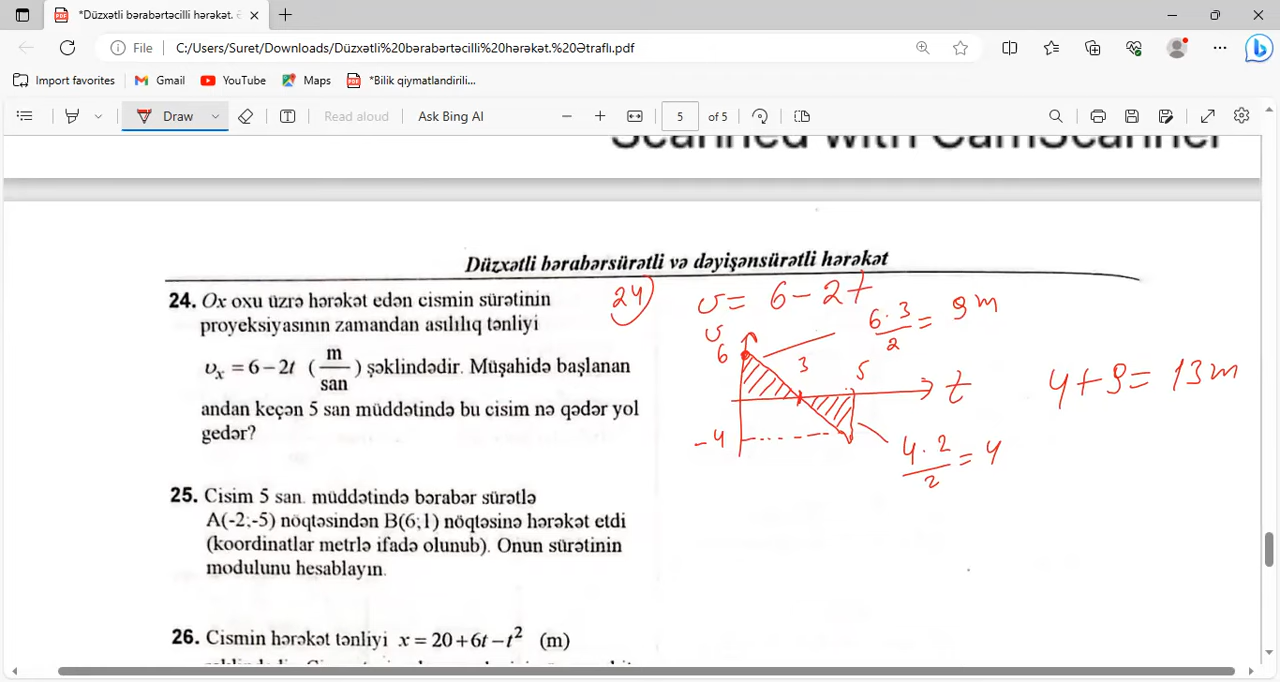 *Düzxətli bərabərtəcilli hərəkət.
File
C:/Users/Suret/Downloads/Düzxətli%20bərabərtəcilli%20hərəkət.%20Ətraflı.pdf
Import favorites
Gmail
YouTube
Maps
*Bilik qiymatlandirili...
Draw
Read aloud
Ask Bing AI
5
of 5
Scanned with CamScanner
Düzxətli bərabərsürətli və dəyişənsürətli hərəkət
24. Ox oxu üzrə hərəkət edən cismin sürətinin
proyeksiyasının zamandan asılılıq tənliyi
υx = 6 − 2t (m/san) şəklindədir. Müşahidə başlanan
andan keçən 5 san müddətində bu cisim nə qədər yol
gedər?
25. Cisim 5 san. müddətində bərabər sürətlə
A(-2;-5) nöqtəsindən B(6;1) nöqtəsinə hərəkət etdi
(koordinatlar metrlə ifadə olunub). Onun sürətinin
modulunu hesablayın.
26. Cismin hərəkət tənliyi x = 20 + 6t − t² (m)
24)
υ = 6 − 2t
υ
6
6·3/2 = 9m
3
5
t
−4
4·2/2 = 4
4+9= 13m